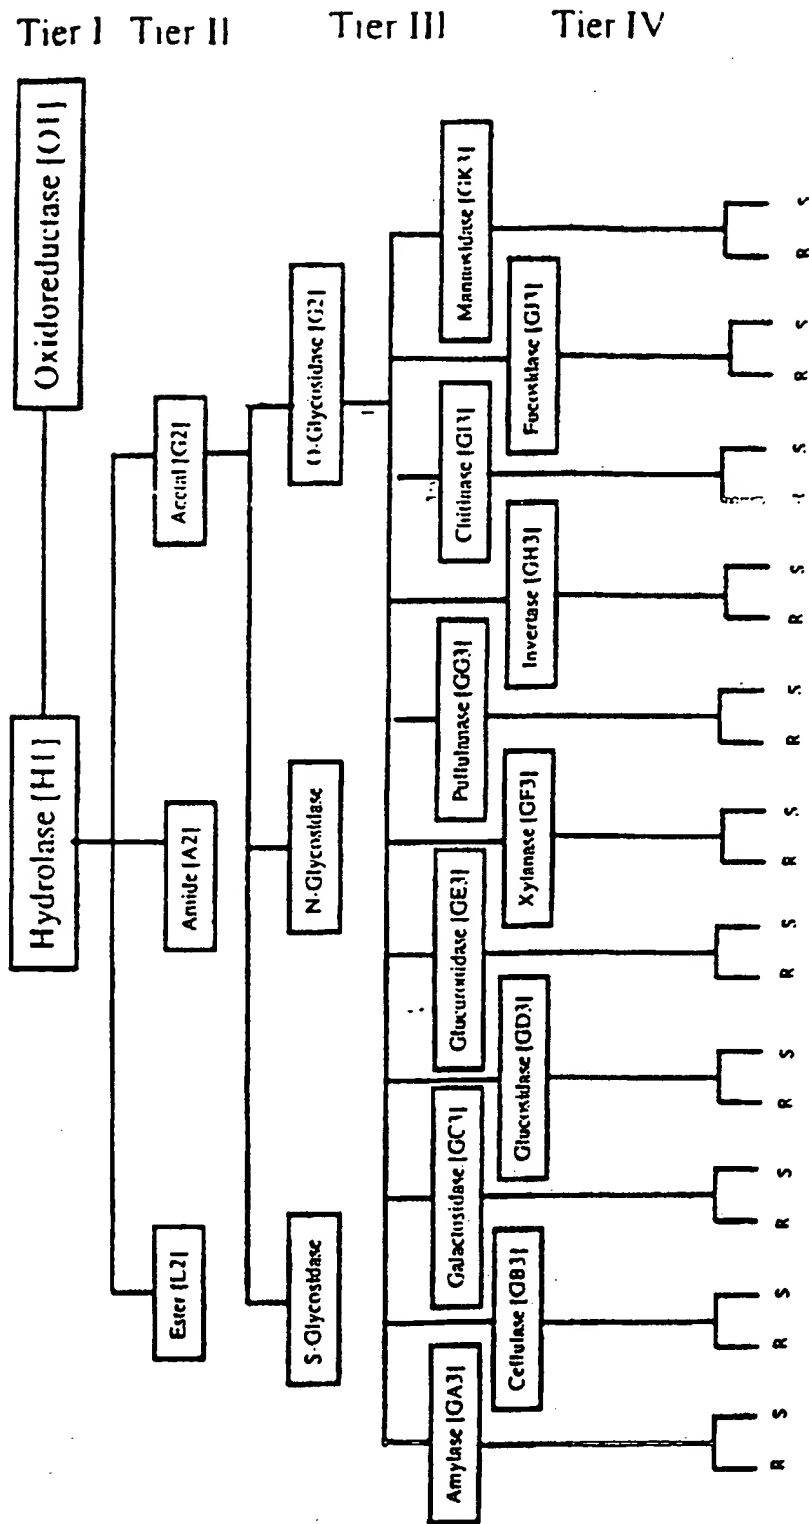 Tier I Tier II Tier III Tier IV
Hydrolase [H1]
Oxidoreductase [O1]
Ester [L2]
Amide [A2]
Acetal [G2]
S-Glycosidase
N-Glycosidase
O-Glycosidase [G2]
Amylase [GA3]
Cellulase [GB3]
Galactosidase [GC3]
Glucosidase [GD3]
Glucuronidase [GE3]
Xylanase [GF3]
Pullulanase [GG3]
Invertase [GH3]
Chitinase [GI3]
Fucosidase [GJ3]
Mannosidase [GK3]
R S R S R S R S R S R S R S R S S R S R S